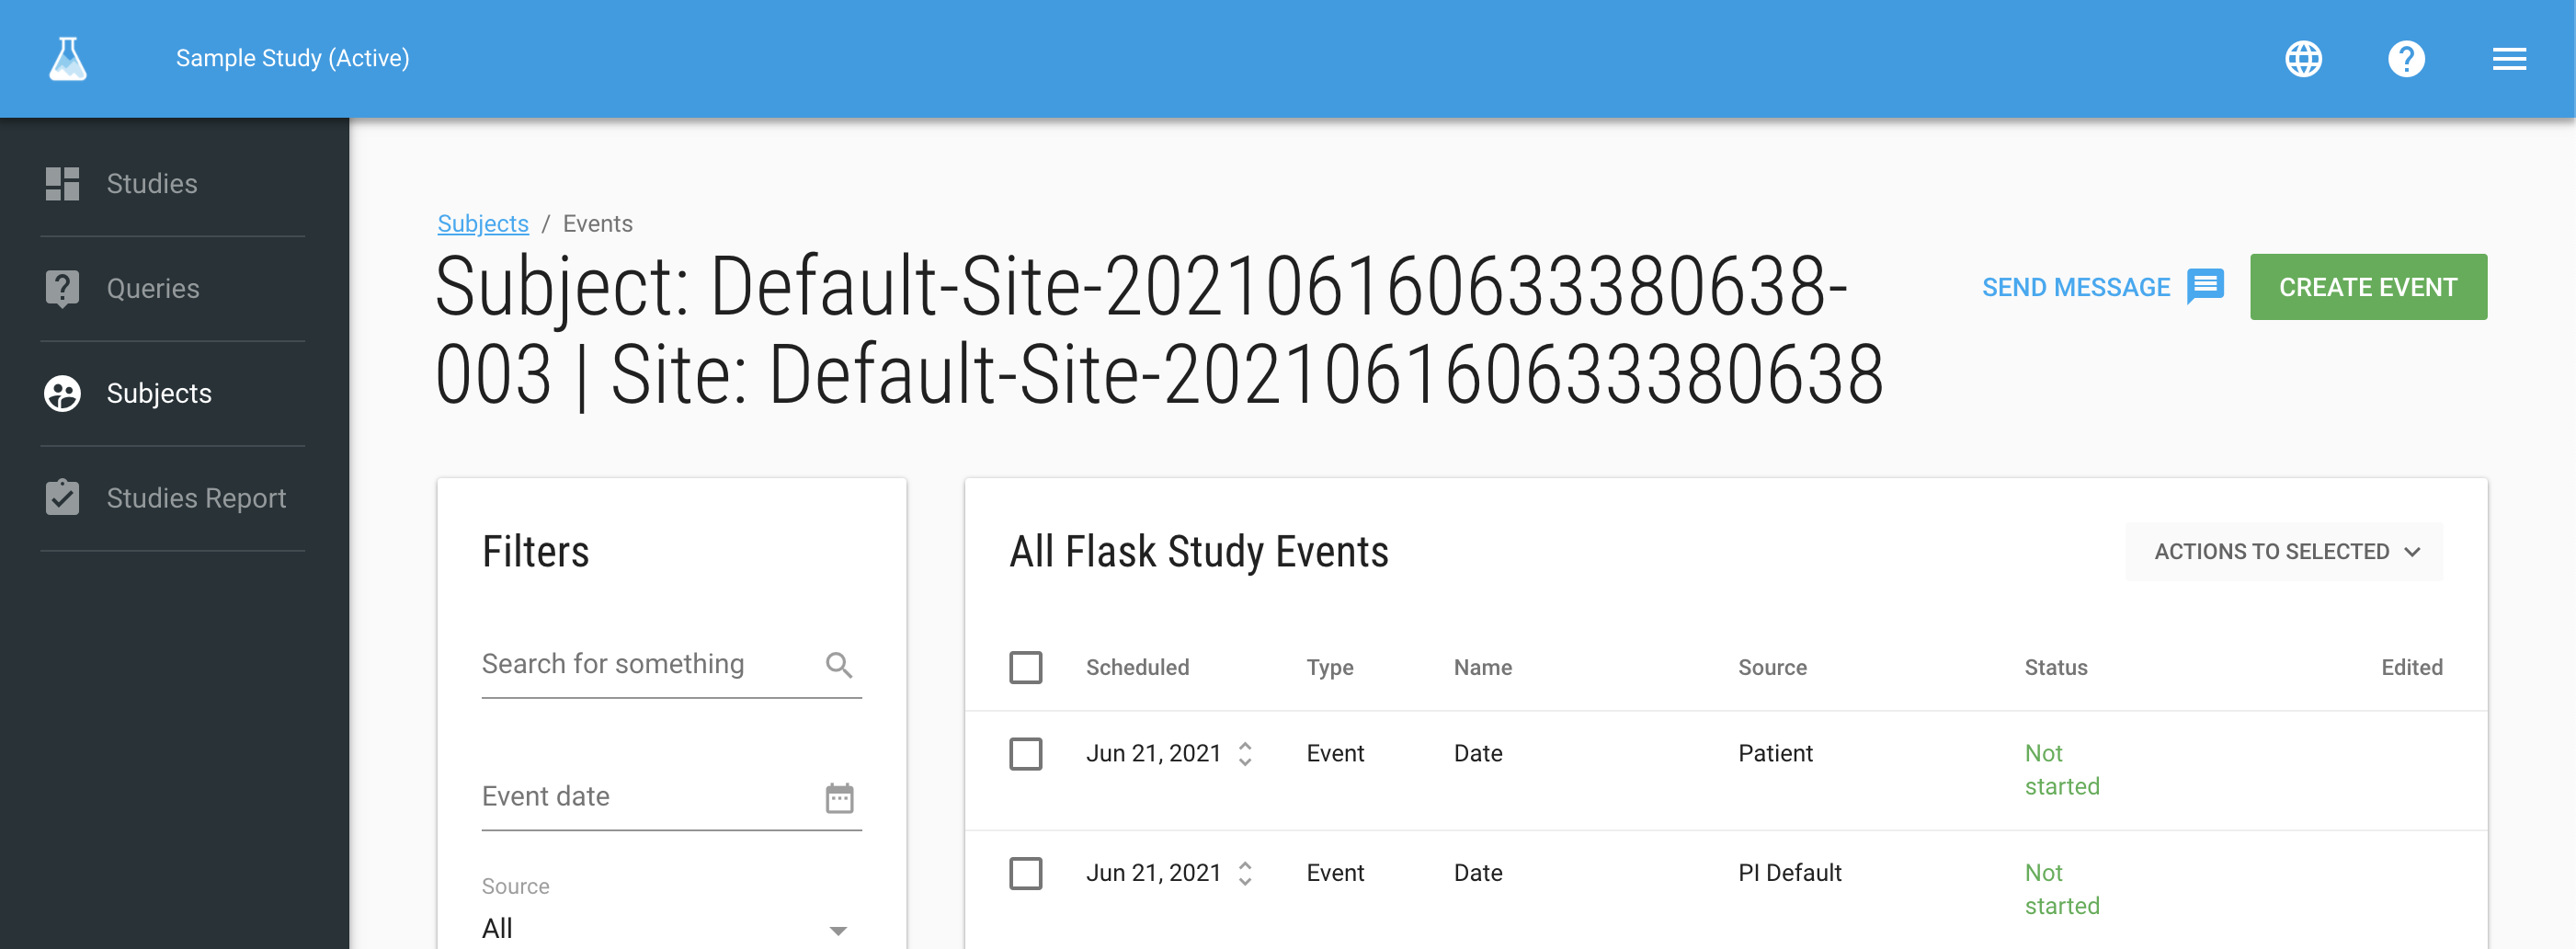 Sample Study (Active)
Studies
Queries
Subjects
Studies Report
Subjects / Events
Subject: Default-Site-202106160633380638-
003 | Site: Default-Site-202106160633380638
SEND MESSAGE
CREATE EVENT
Filters
Search for something
Event date
Source
All
All Flask Study Events
ACTIONS TO SELECTED
Scheduled Type Name Source Status Edited
Jun 21, 2021 Event Date Patient Not
started
Jun 21, 2021 Event Date PI Default Not
started